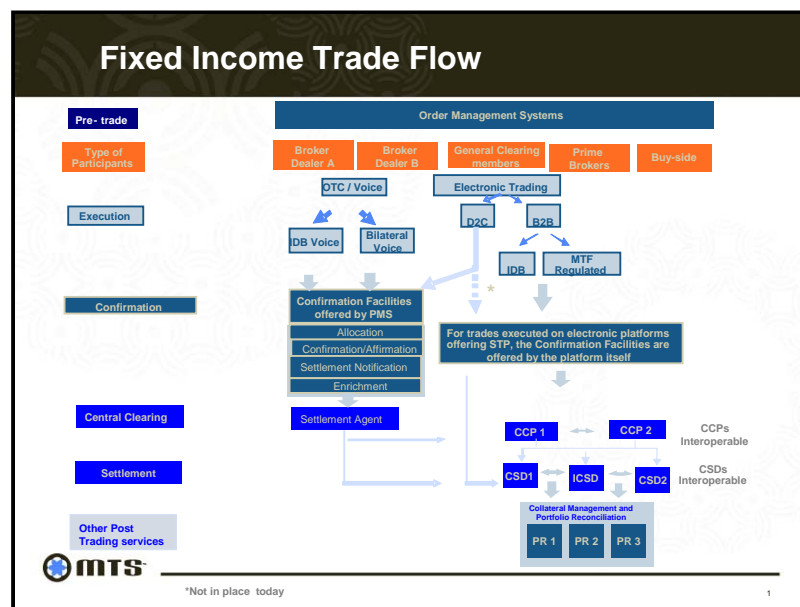 Fixed Income Trade Flow
Pre- trade
Order Management Systems
Type of
Participants
Broker
Dealer A
Broker
Dealer B
General Clearing
members
Prime
Brokers
Buy-side
OTC / Voice
Electronic Trading
Execution
D2C
B2B
IDB Voice
Bilateral
Voice
IDB
MTF
Regulated
*
Confirmation
Confirmation Facilities
offered by PMS
Allocation
Confirmation/Affirmation
Settlement Notification
Enrichment
For trades executed on electronic platforms
offering STP, the Confirmation Facilities are
offered by the platform itself
Central Clearing
Settlement Agent
CCP 1
CCP 2
CCPs
Interoperable
Settlement
CSD1
ICSD
CSD2
CSDs
Interoperable
Other Post
Trading services
Collateral Management and
Portfolio Reconciliation
PR 1
PR 2
PR 3
MTS
*Not in place today
1